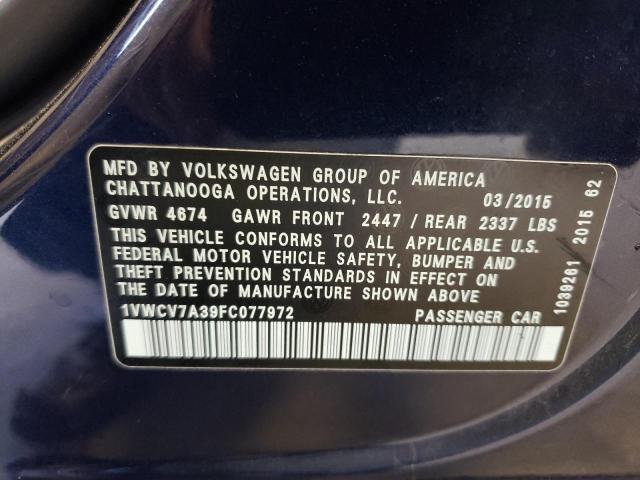 MFD BY VOLKSWAGEN GROUP OF AMERICA
CHATTANOOGA OPERATIONS, LLC. 03/2015
GVWR 4674 GAWR FRONT 2447 / REAR 2337 LBS
THIS VEHICLE CONFORMS TO ALL APPLICABLE U.S.
FEDERAL MOTOR VEHICLE SAFETY, BUMPER AND
THEFT PREVENTION STANDARDS IN EFFECT ON
THE DATE OF MANUFACTURE SHOWN ABOVE
1VWCV7A39FC077972 PASSENGER CAR
1039261 2015 62